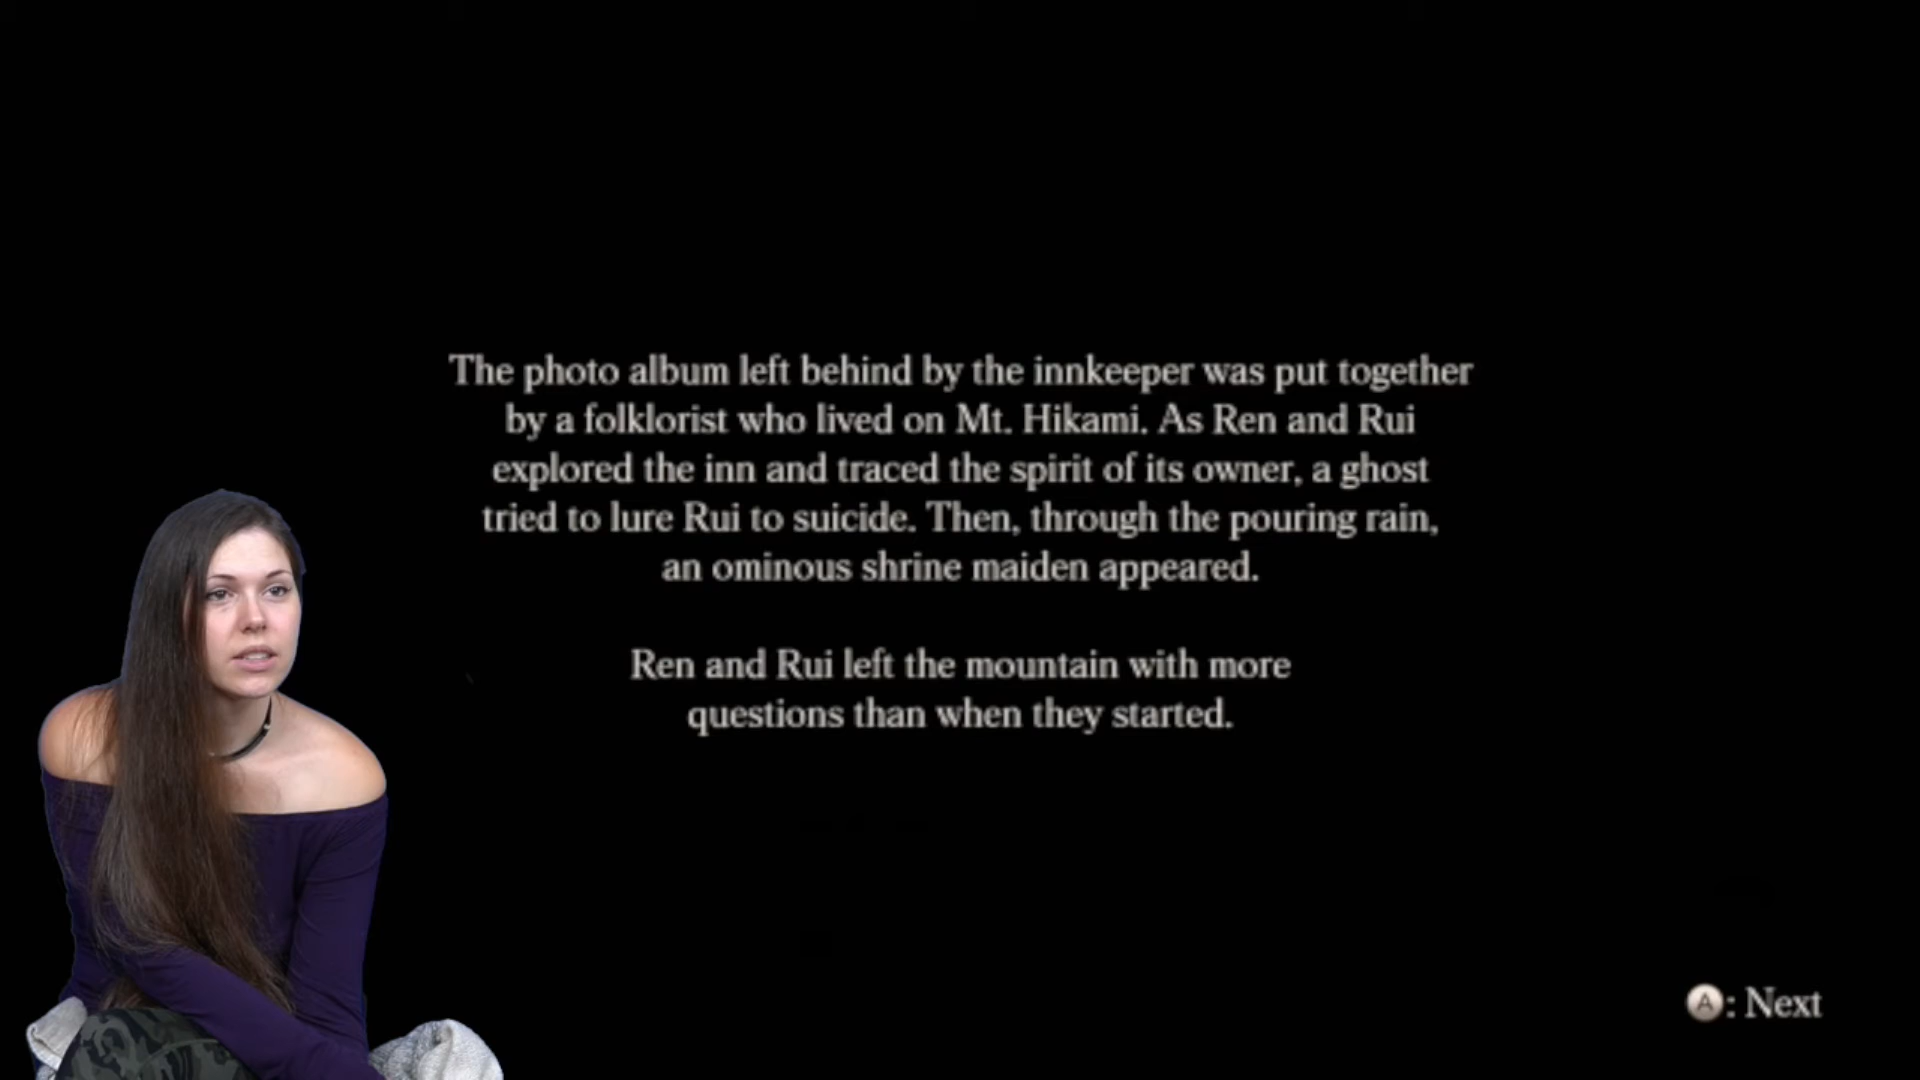 The photo album left behind by the innkeeper was put together
by a folklorist who lived on Mt. Hikami. As Ren and Rui
explored the inn and traced the spirit of its owner, a ghost
tried to lure Rui to suicide. Then, through the pouring rain,
an ominous shrine maiden appeared.
Ren and Rui left the mountain with more
questions than when they started.
A: Next